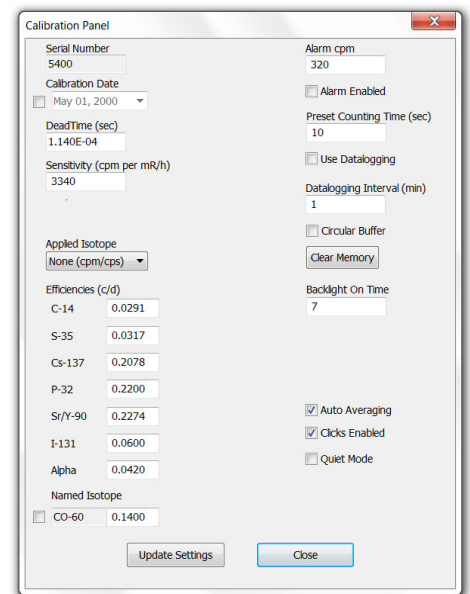 Calibration Panel
Serial Number
5400
Calibration Date
May 01, 2000
DeadTime (sec)
1.140E-04
Sensitivity (cpm per mR/h)
3340
Applied Isotope
None (cpm/cps)
Efficiencies (c/d)
C-14 0.0291
S-35 0.0317
Cs-137 0.2078
P-32 0.2200
Sr/Y-90 0.2274
I-131 0.0600
Alpha 0.0420
Named Isotope
CO-60 0.1400
Alarm cpm
320
Alarm Enabled
Preset Counting Time (sec)
10
Use Datalogging
Datalogging Interval (min)
1
Circular Buffer
Clear Memory
Backlight On Time
7
Auto Averaging
Clicks Enabled
Quiet Mode
Update Settings
Close